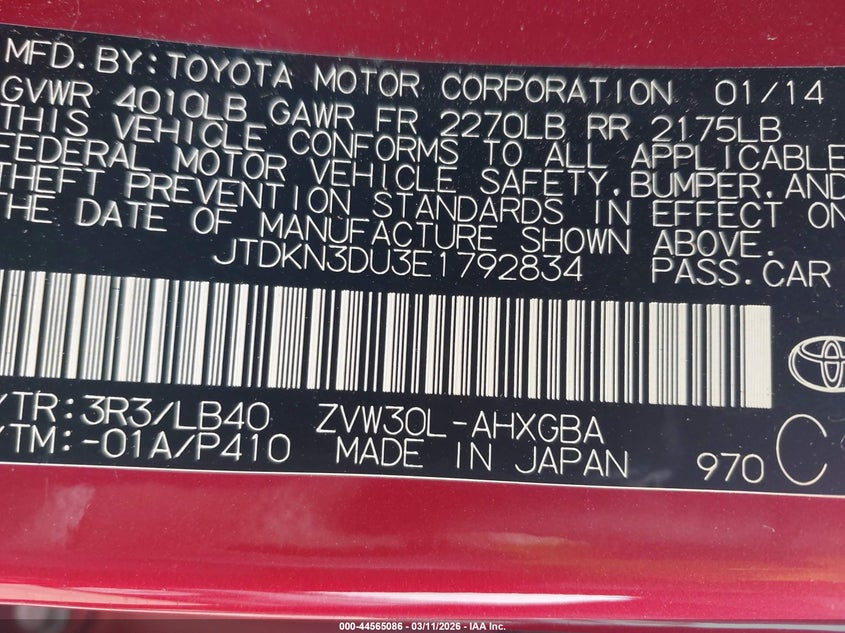 MFD. BY: TOYOTA MOTOR CORPORATION 01/14
GVWR 4010LB GAWR FR 2270LB RR 2175LB
THIS VEHICLE CONFORMS TO ALL APPLICABLE
FEDERAL MOTOR VEHICLE SAFETY, BUMPER, AND
THEFT PREVENTION STANDARDS IN EFFECT ON
THE DATE OF MANUFACTURE SHOWN ABOVE.
JTDKN3DU3E1792834 PASS. CAR
/TR: 3R3/LB40 ZVW30L-AHXGBA
/TM: -01A/P410 MADE IN JAPAN 970 C
000-44565086 - 03/11/2026 - IAA Inc.